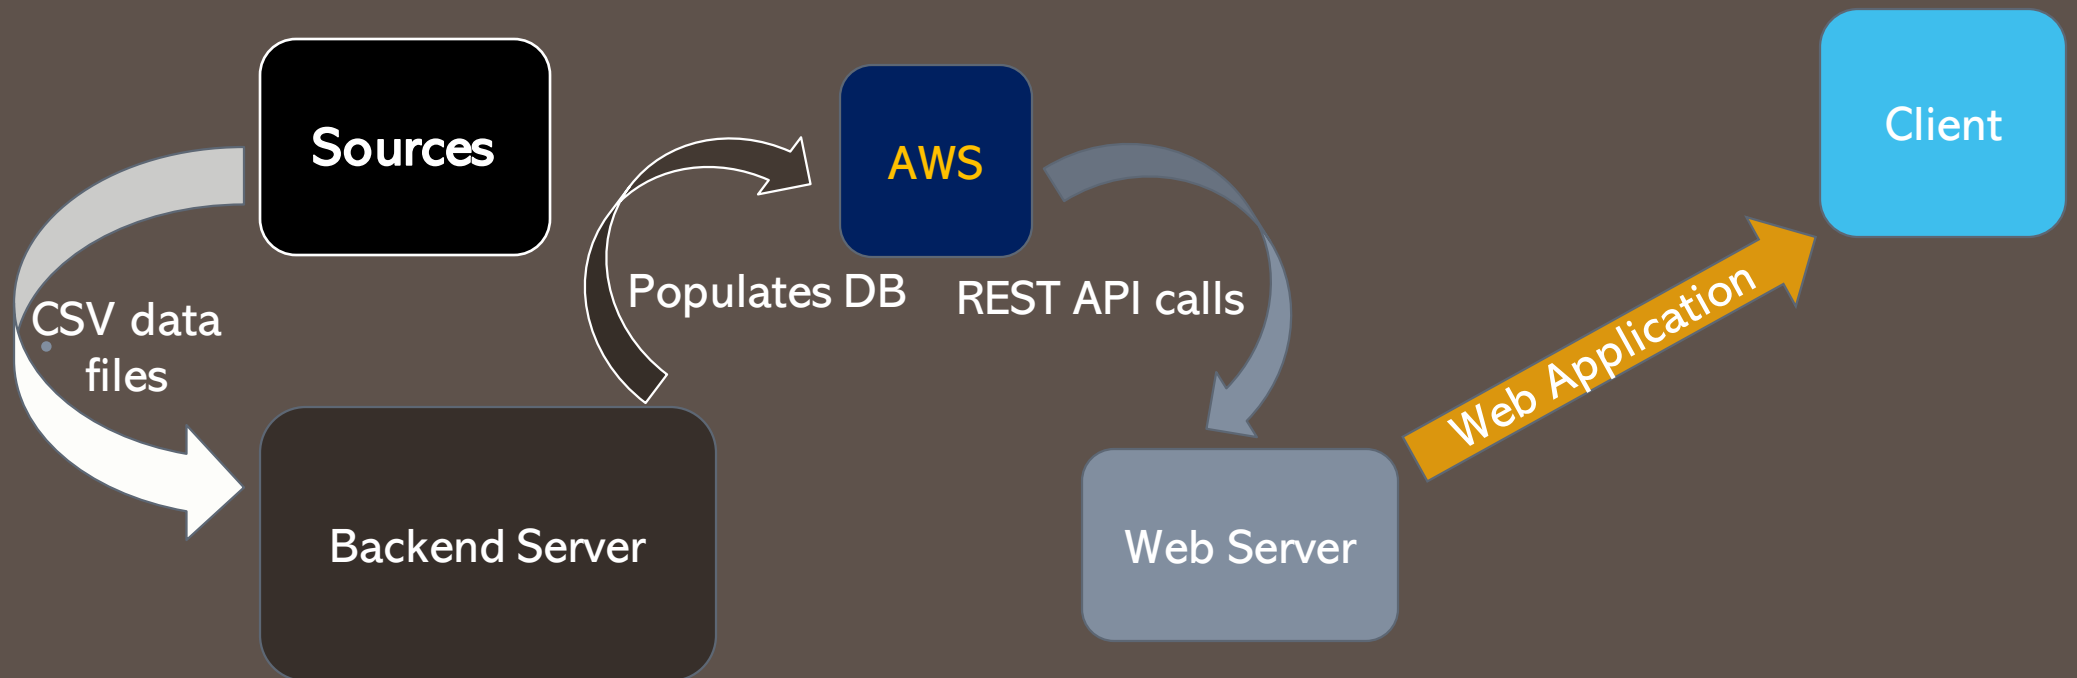 Sources
AWS
Client
CSV data
files
Populates DB
REST API calls
Web Application
Backend Server
Web Server